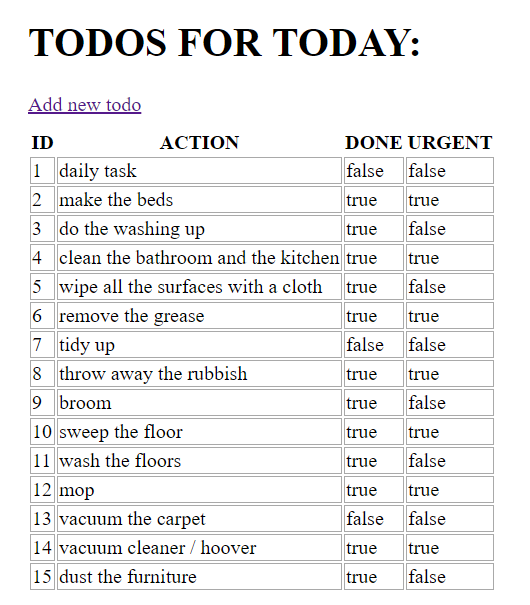 TODOS FOR TODAY:
Add new todo
ID ACTION DONE URGENT
1 daily task false false
2 make the beds true true
3 do the washing up true false
4 clean the bathroom and the kitchen true true
5 wipe all the surfaces with a cloth true false
6 remove the grease true true
7 tidy up false false
8 throw away the rubbish true true
9 broom true false
10 sweep the floor true true
11 wash the floors true false
12 mop true true
13 vacuum the carpet false false
14 vacuum cleaner / hoover true true
15 dust the furniture true false